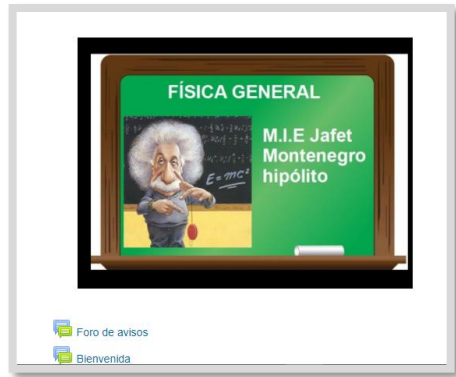 FÍSICA GENERAL
M.I.E Jafet
Montenegro
hipólito
E = mc²
Foro de avisos
Bienvenida